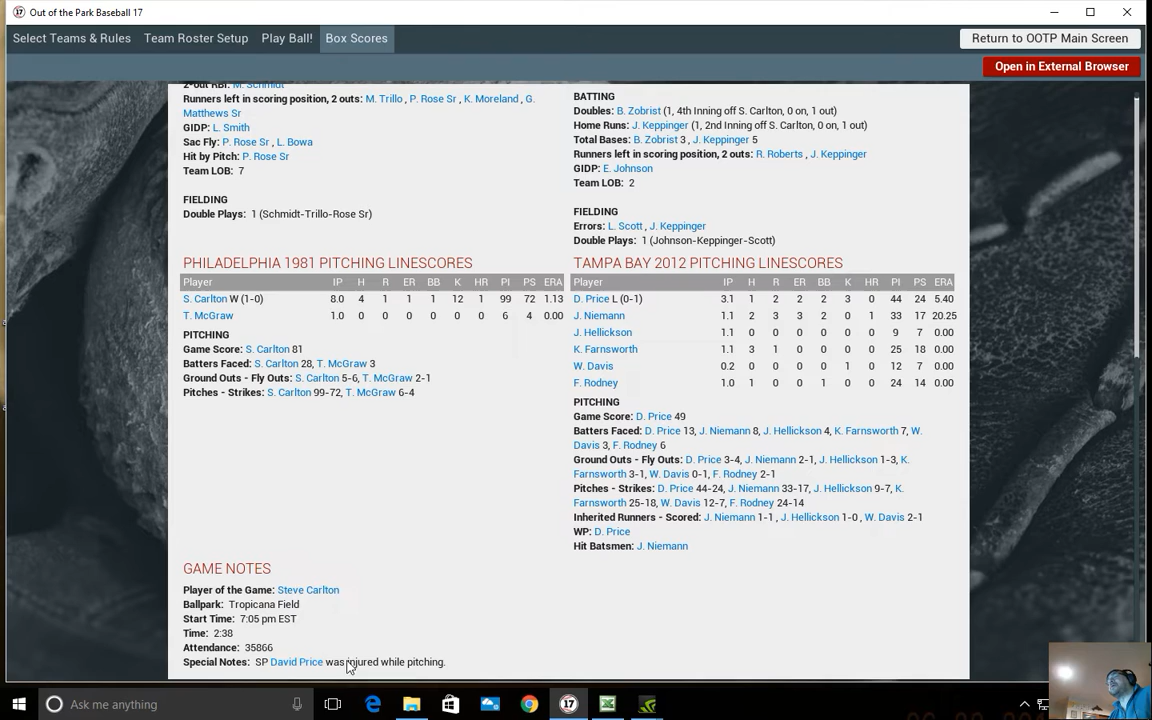 Out of the Park Baseball 17
Select Teams & Rules Team Roster Setup Play Ball! Box Scores Return to OOTP Main Screen
Open in External Browser
2-out RBI: M. Schmidt
Runners left in scoring position, 2 outs: M. Trillo , P. Rose Sr , K. Moreland , G.
Matthews Sr
GIDP: L. Smith
Sac Fly: P. Rose Sr , L. Bowa
Hit by Pitch: P. Rose Sr
Team LOB: 7
FIELDING
Double Plays: 1 (Schmidt-Trillo-Rose Sr)
BATTING
Doubles: B. Zobrist (1, 4th Inning off S. Carlton, 0 on, 1 out)
Home Runs: J. Keppinger (1, 2nd Inning off S. Carlton, 0 on, 1 out)
Total Bases: B. Zobrist 3 , J. Keppinger 5
Runners left in scoring position, 2 outs: R. Roberts , J. Keppinger
GIDP: E. Johnson
Team LOB: 2
FIELDING
Errors: L. Scott , J. Keppinger
Double Plays: 1 (Johnson-Keppinger-Scott)
PHILADELPHIA 1981 PITCHING LINESCORES
Player IP H R ER BB K HR PI PS ERA
S. Carlton W (1-0) 8.0 4 1 1 1 12 1 99 72 1.13
T. McGraw 1.0 0 0 0 0 0 0 6 4 0.00
PITCHING
Game Score: S. Carlton 81
Batters Faced: S. Carlton 28, T. McGraw 3
Ground Outs - Fly Outs: S. Carlton 5-6, T. McGraw 2-1
Pitches - Strikes: S. Carlton 99-72, T. McGraw 6-4
TAMPA BAY 2012 PITCHING LINESCORES
Player IP H R ER BB K HR PI PS ERA
D. Price L (0-1) 3.1 1 2 2 2 3 0 44 24 5.40
J. Niemann 1.1 2 3 3 2 0 1 33 17 20.25
J. Hellickson 1.1 0 0 0 0 0 0 9 7 0.00
K. Farnsworth 1.1 3 1 0 0 0 0 25 18 0.00
W. Davis 0.2 0 0 0 0 1 0 12 7 0.00
F. Rodney 1.0 1 0 0 1 0 0 24 14 0.00
PITCHING
Game Score: D. Price 49
Batters Faced: D. Price 13, J. Niemann 8, J. Hellickson 4, K. Farnsworth 7, W.
Davis 3, F. Rodney 6
Ground Outs - Fly Outs: D. Price 3-4, J. Niemann 2-1, J. Hellickson 1-3, K.
Farnsworth 3-1, W. Davis 0-1, F. Rodney 2-1
Pitches - Strikes: D. Price 44-24, J. Niemann 33-17, J. Hellickson 9-7, K.
Farnsworth 25-18, W. Davis 12-7, F. Rodney 24-14
Inherited Runners - Scored: J. Niemann 1-1 , J. Hellickson 1-0 , W. Davis 2-1
WP: D. Price
Hit Batsmen: J. Niemann
GAME NOTES
Player of the Game: Steve Carlton
Ballpark: Tropicana Field
Start Time: 7:05 pm EST
Time: 2:38
Attendance: 35866
Special Notes: SP David Price was injured while pitching.
Ask me anything